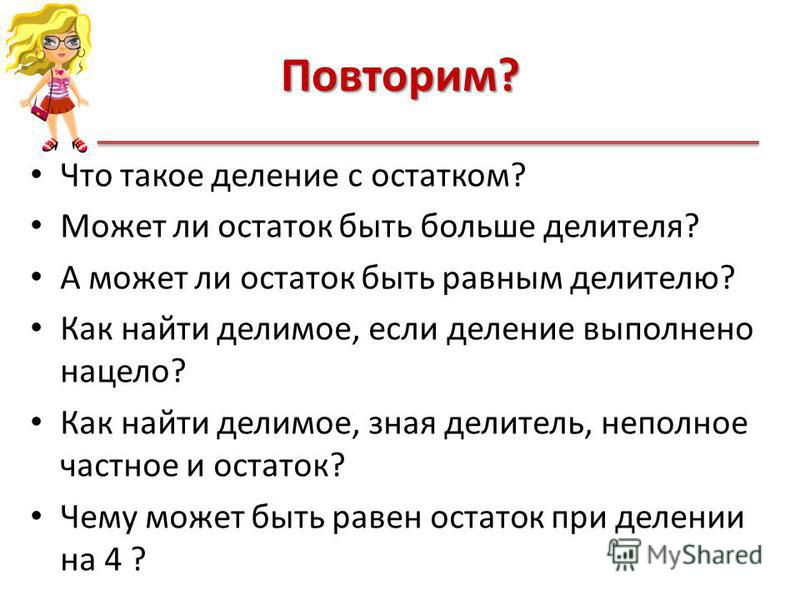 Повторим?
• Что такое деление с остатком?
• Может ли остаток быть больше делителя?
• А может ли остаток быть равным делителю?
• Как найти делимое, если деление выполнено
нацело?
• Как найти делимое, зная делитель, неполное
частное и остаток?
• Чему может быть равен остаток при делении
на 4 ?
MyShared